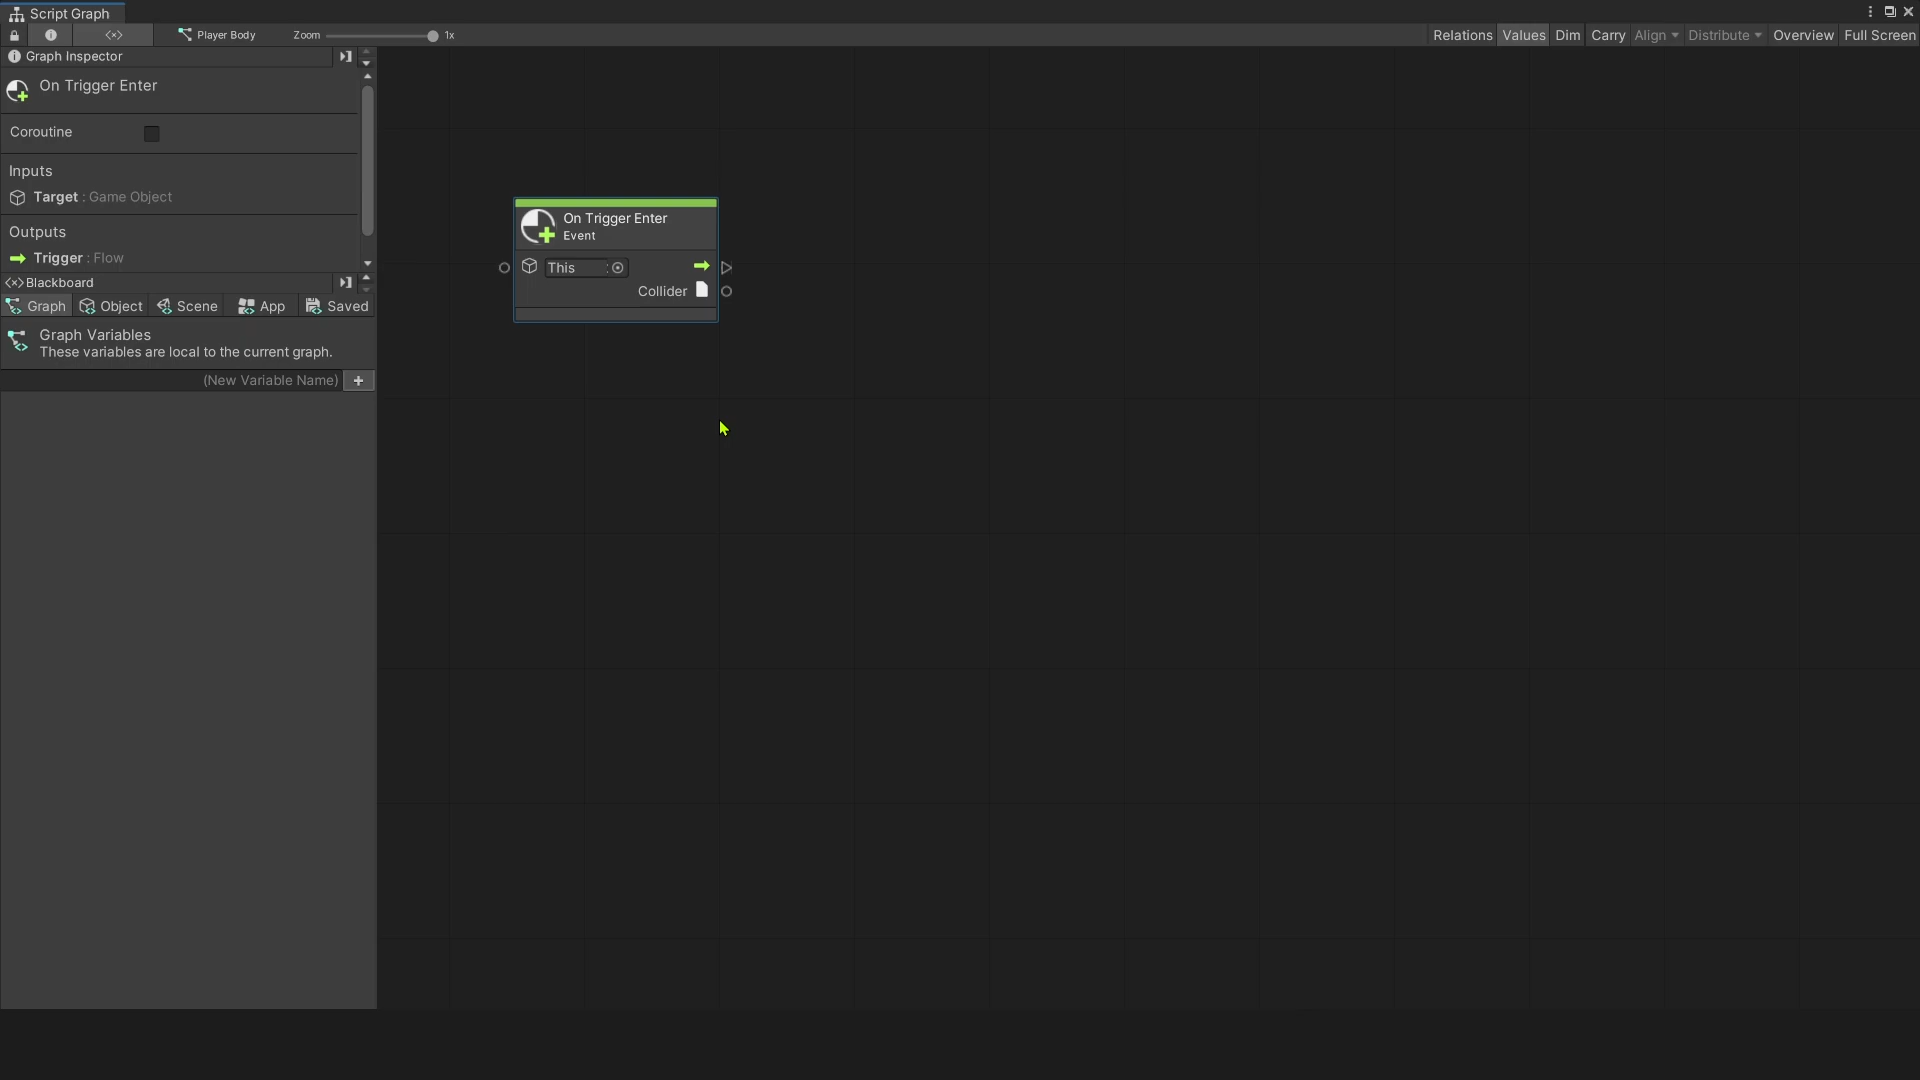 Script Graph
<x> Player Body Zoom 1x Relations Values Dim Carry Align Distribute Overview Full Screen
Graph Inspector
On Trigger Enter
Coroutine
Inputs
Target : Game Object
Outputs
Trigger : Flow
<x> Blackboard
Graph Object Scene App Saved
Graph Variables
These variables are local to the current graph.
(New Variable Name) +
On Trigger Enter
Event
This
Collider